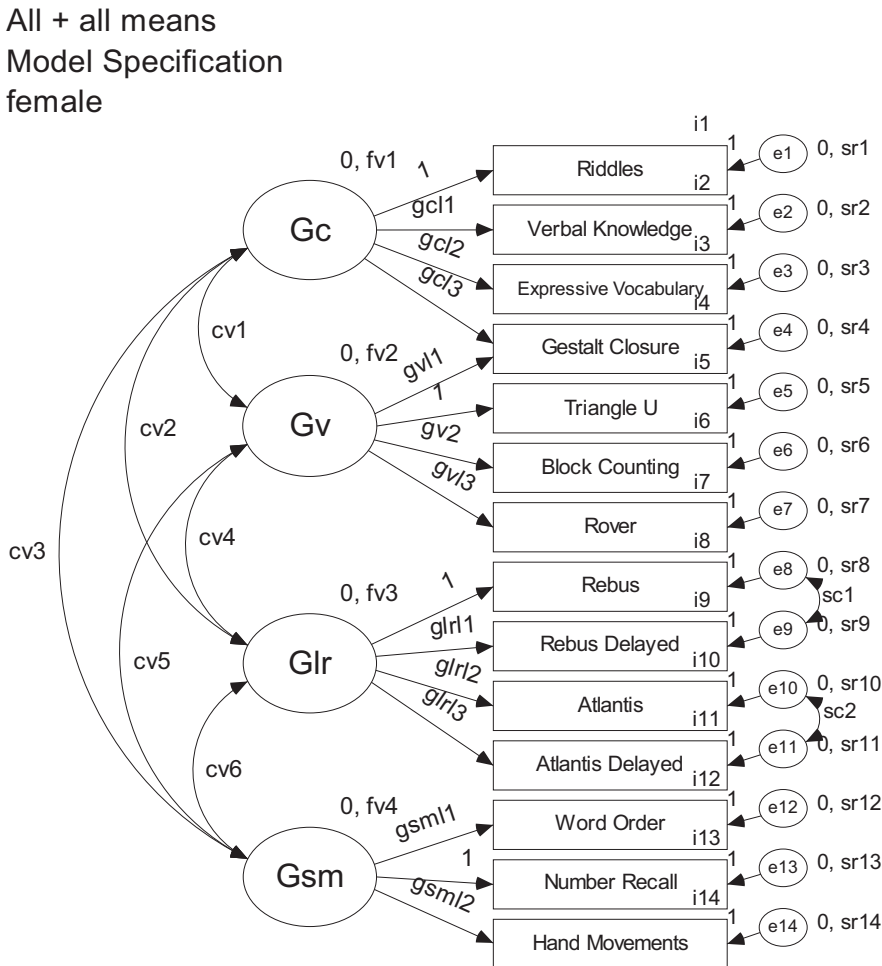 All + all means
Model Specification
female
i1
0, fv1
1
1
e1
0, sr1
Riddles
i2
gcl1
1
e2
0, sr2
Gc
Verbal Knowledge
i3
gcl2
1
e3
0, sr3
Expressive Vocabulary
i4
gcl3
1
e4
0, sr4
cv1
0, fv2
Gestalt Closure
i5
gvl1
1
e5
0, sr5
1
Triangle U
i6
cv2
Gv
gv2
1
e6
0, sr6
Block Counting
i7
gvl3
1
e7
0, sr7
Rover
i8
cv3
cv4
1
e8
0, sr8
0, fv3
1
Rebus
i9
sc1
glrl1
1
e9
0, sr9
Rebus Delayed
i10
cv5
Glr
glrl2
1
e10
0, sr10
Atlantis
i11
sc2
glrl3
1
e11
0, sr11
Atlantis Delayed
i12
cv6
0, fv4
gsml1
1
e12
0, sr12
Word Order
i13
1
1
e13
0, sr13
Gsm
Number Recall
i14
gsml2
1
e14
0, sr14
Hand Movements